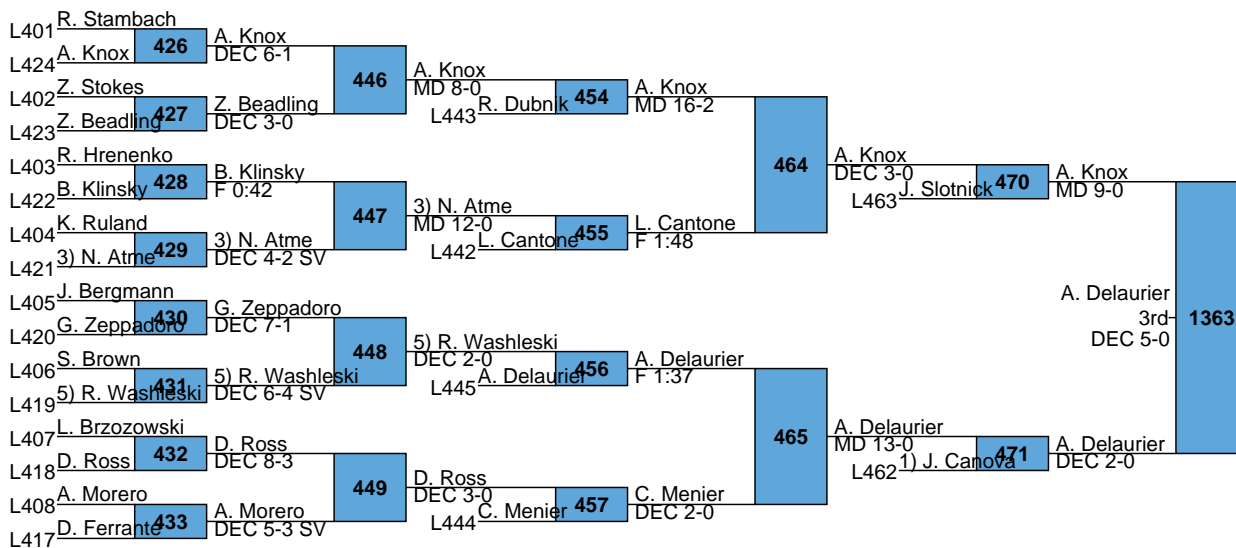 L401 R. Stambach
L424 A. Knox
426
A. Knox
DEC 6-1
L402 Z. Stokes
L423 Z. Beadling
427
Z. Beadling
DEC 3-0
446
A. Knox
MD 8-0
L403 R. Hrenenko
L422 B. Klinsky
428
B. Klinsky
F 0:42
L404 K. Ruland
L421 3) N. Atme
429
3) N. Atme
DEC 4-2 SV
447
3) N. Atme
MD 12-0
L405 J. Bergmann
L420 G. Zeppadoro
430
G. Zeppadoro
DEC 7-1
L406 S. Brown
L419 5) R. Washleski
431
5) R. Washleski
DEC 6-4 SV
448
5) R. Washleski
DEC 2-0
L407 L. Brzozowski
L418 D. Ross
432
D. Ross
DEC 8-3
L408 A. Morero
L417 D. Ferrante
433
A. Morero
DEC 5-3 SV
449
D. Ross
DEC 3-0
L443 R. Dubnik
454
A. Knox
MD 16-2
L442 L. Cantone
455
L. Cantone
F 1:48
L445 A. Delaurier
456
A. Delaurier
F 1:37
L444 C. Menier
457
C. Menier
DEC 2-0
464
A. Knox
DEC 3-0
465
A. Delaurier
MD 13-0
L463 J. Slotnick
470
A. Knox
MD 9-0
L462 1) J. Canova
471
A. Delaurier
DEC 2-0
A. Delaurier
3rd
DEC 5-0
1363